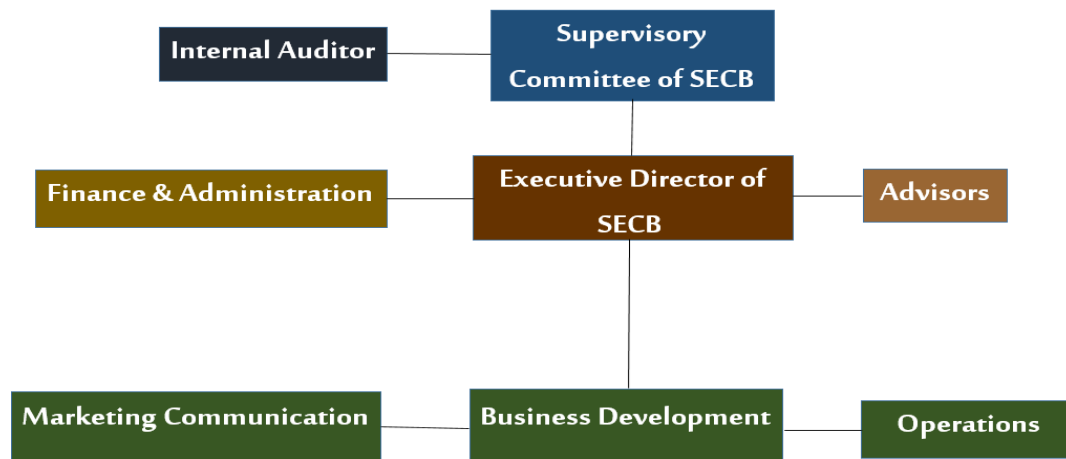 Internal Auditor
Supervisory
Committee of SECB
Finance & Administration
Executive Director of
SECB
Advisors
Marketing Communication
Business Development
Operations